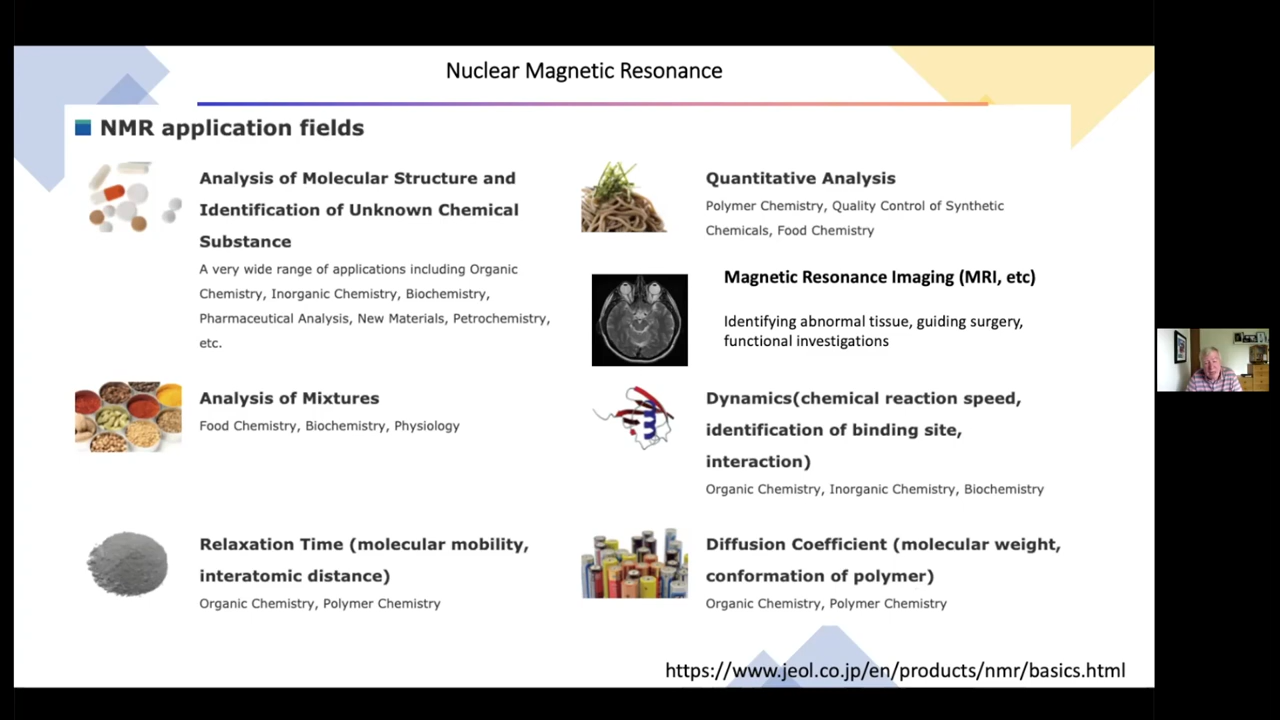 Nuclear Magnetic Resonance
NMR application fields
Analysis of Molecular Structure and
Identification of Unknown Chemical
Substance
A very wide range of applications including Organic
Chemistry, Inorganic Chemistry, Biochemistry,
Pharmaceutical Analysis, New Materials, Petrochemistry,
etc.
Analysis of Mixtures
Food Chemistry, Biochemistry, Physiology
Relaxation Time (molecular mobility,
interatomic distance)
Organic Chemistry, Polymer Chemistry
Quantitative Analysis
Polymer Chemistry, Quality Control of Synthetic
Chemicals, Food Chemistry
Magnetic Resonance Imaging (MRI, etc)
Identifying abnormal tissue, guiding surgery,
functional investigations
Dynamics(chemical reaction speed,
identification of binding site,
interaction)
Organic Chemistry, Inorganic Chemistry, Biochemistry
Diffusion Coefficient (molecular weight,
conformation of polymer)
Organic Chemistry, Polymer Chemistry
https://www.jeol.co.jp/en/products/nmr/basics.html